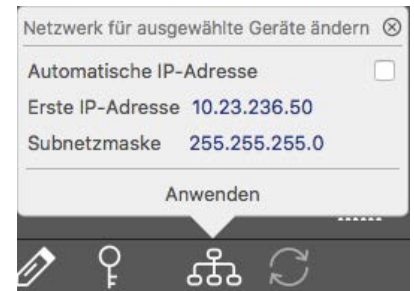 Netzwerk für ausgewählte Geräte ändern
Automatische IP-Adresse
Erste IP-Adresse 10.23.236.50
Subnetzmaske 255.255.255.0
Anwenden